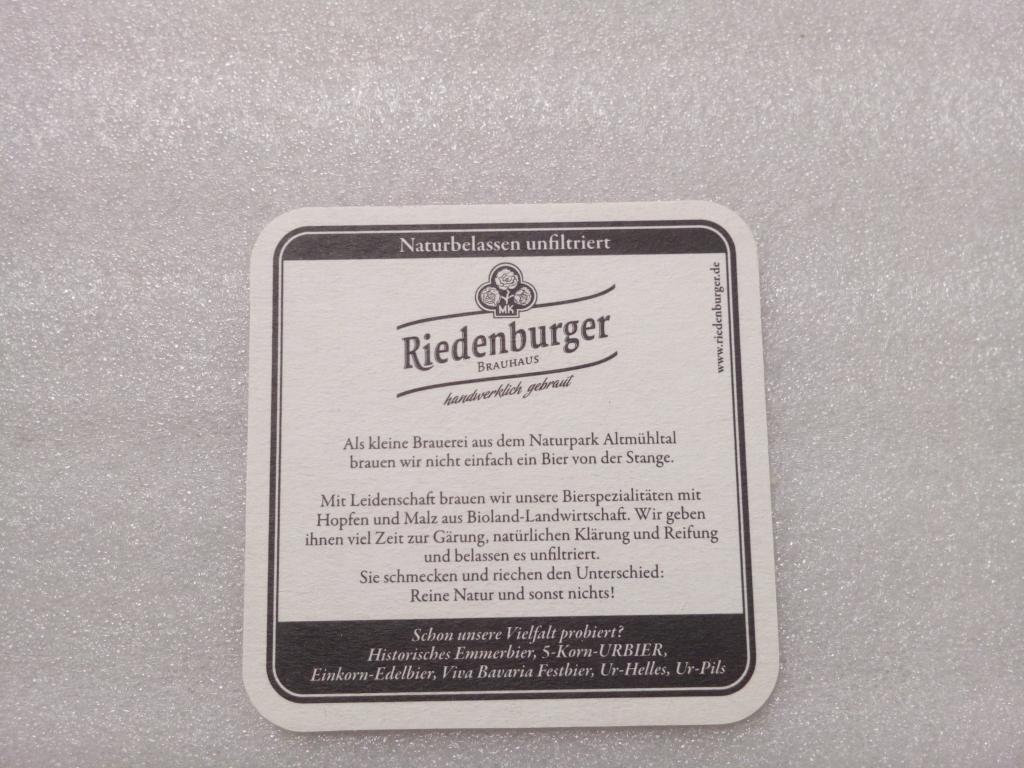 Naturbelassen unfiltriert
www.riedenburger.de
MK
Riedenburger
BRAUHAUS
handwerklich gebraut
Als kleine Brauerei aus dem Naturpark Altmühltal
brauen wir nicht einfach ein Bier von der Stange.
Mit Leidenschaft brauen wir unsere Bierspezialitäten mit
Hopfen und Malz aus Bioland-Landwirtschaft. Wir geben
ihnen viel Zeit zur Gärung, natürlichen Klärung und Reifung
und belassen es unfiltriert.
Sie schmecken und riechen den Unterschied:
Reine Natur und sonst nichts!
Schon unsere Vielfalt probiert?
Historisches Emmerbier, 5-Korn-URBIER,
Einkorn-Edelbier, Viva Bavaria Festbier, Ur-Helles, Ur-Pils